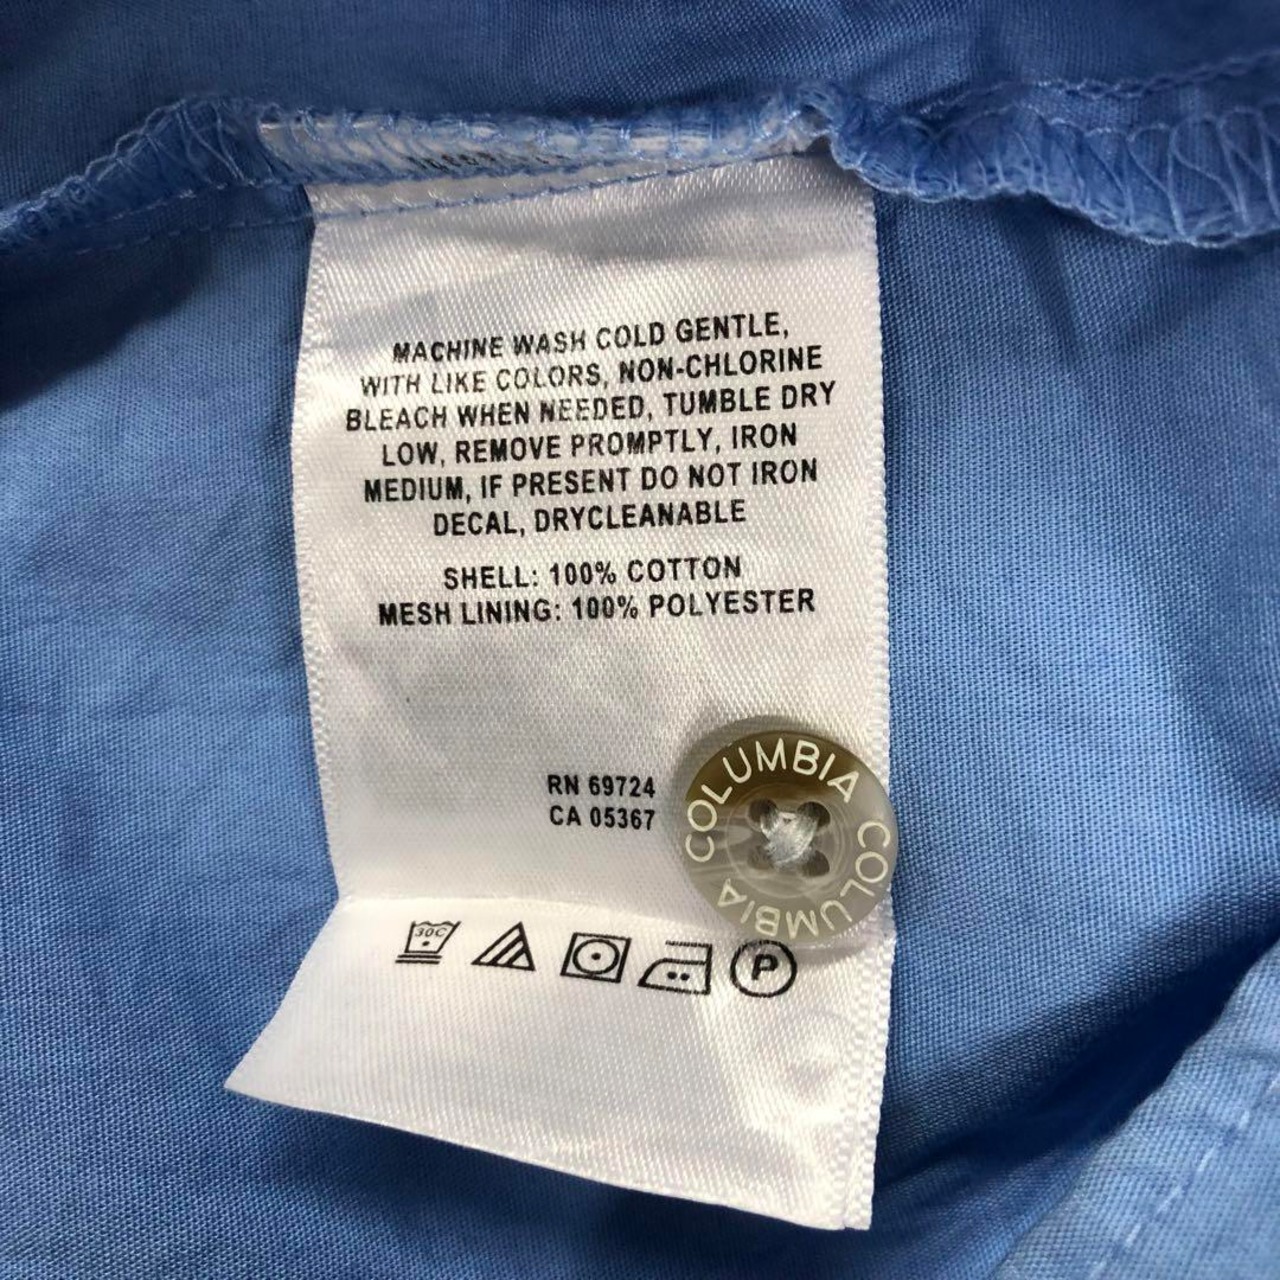 MACHINE WASH COLD GENTLE,
WITH LIKE COLORS, NON-CHLORINE
BLEACH WHEN NEEDED, TUMBLE DRY
LOW, REMOVE PROMPTLY, IRON
MEDIUM, IF PRESENT DO NOT IRON
DECAL, DRYCLEANABLE
SHELL: 100% COTTON
MESH LINING: 100% POLYESTER
RN 69724
CA 05367
COLUMBIA
COLUMBIA
30C
P